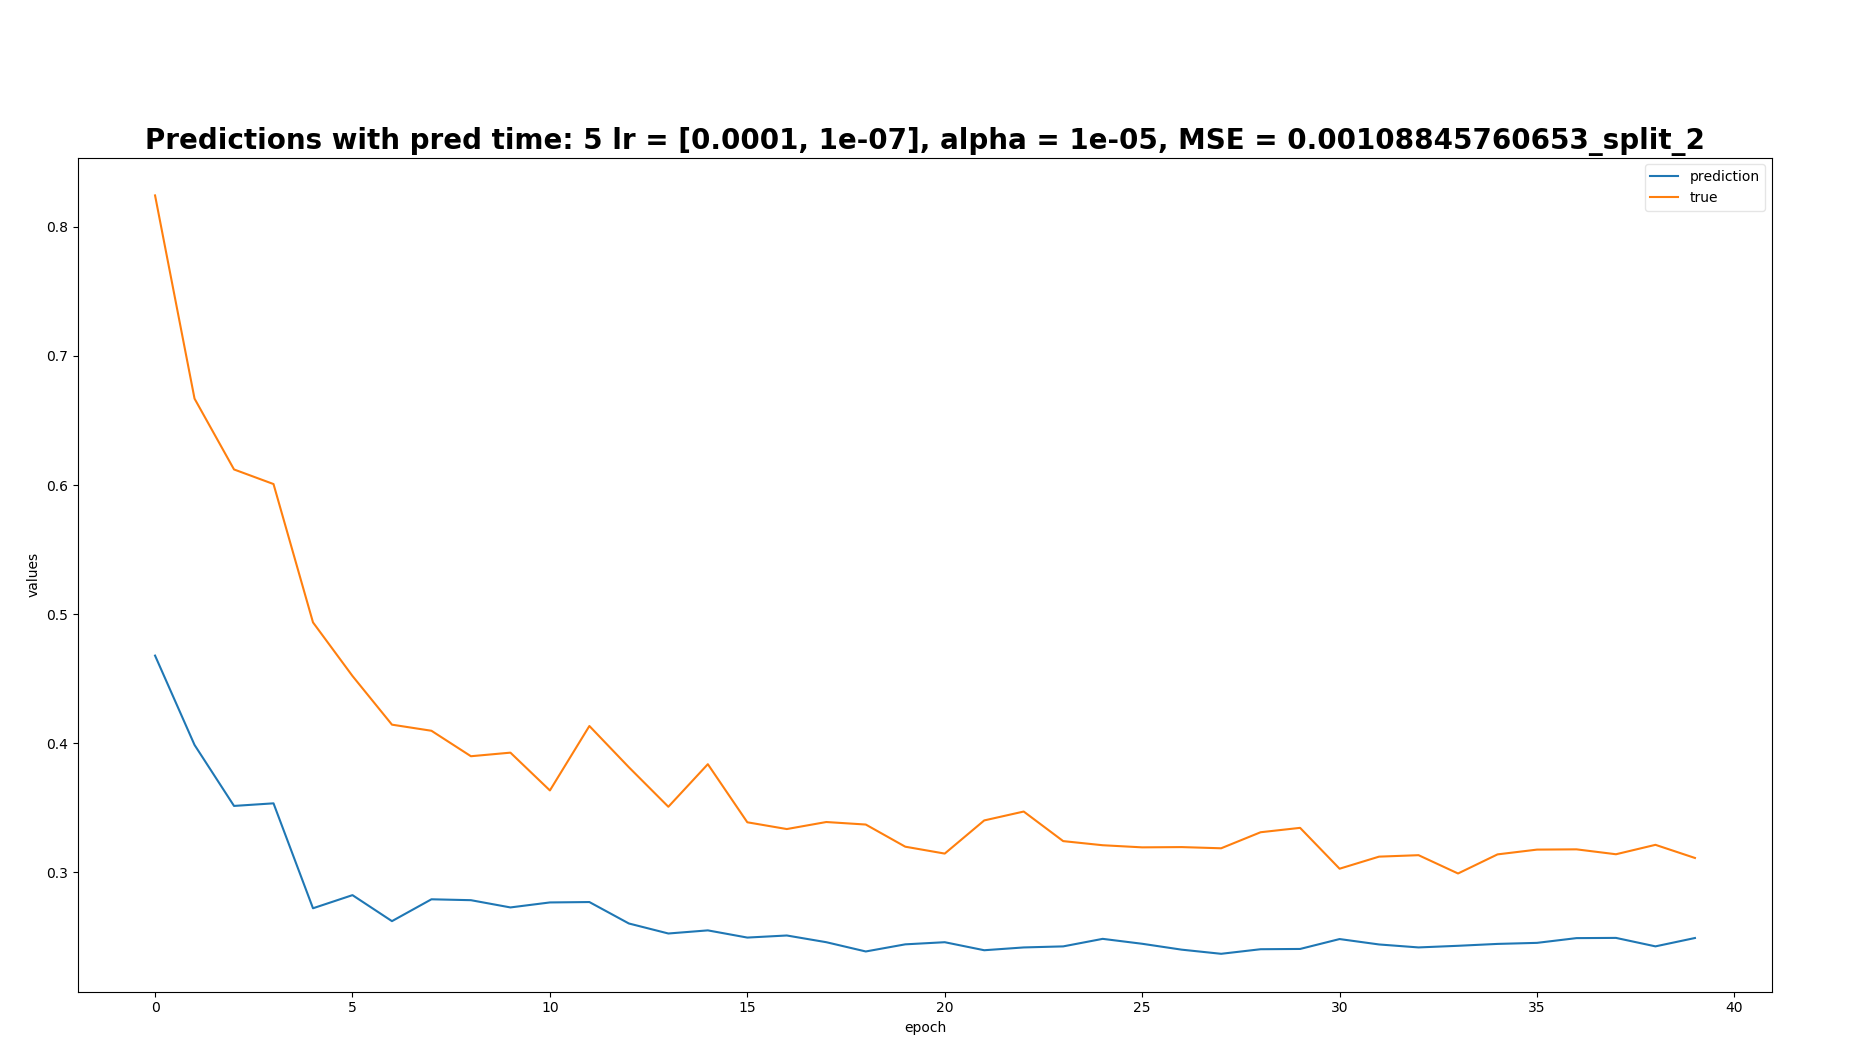 Predictions with pred time: 5 lr = [0.0001, 1e-07], alpha = 1e-05, MSE = 0.00108845760653_split_2
prediction
true
values
0.8
0.7
0.6
0.5
0.4
0.3
0 5 10 15 20 25 30 35 40
epoch